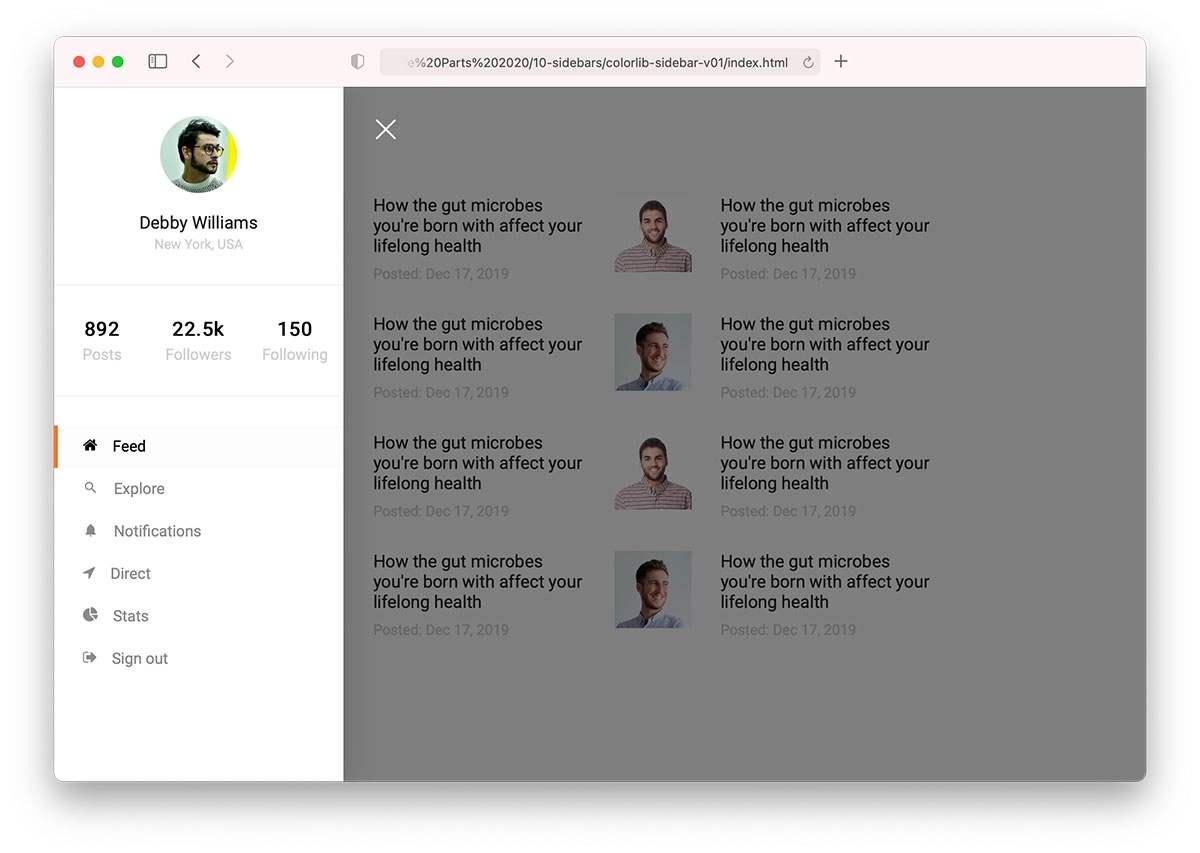 e%20Parts%202020/10-sidebars/colorlib-sidebar-v01/index.html
Debby Williams
New York, USA
892
Posts
22.5k
Followers
150
Following
Feed
Explore
Notifications
Direct
Stats
Sign out
How the gut microbes
you're born with affect your
lifelong health
Posted: Dec 17, 2019
How the gut microbes
you're born with affect your
lifelong health
Posted: Dec 17, 2019
How the gut microbes
you're born with affect your
lifelong health
Posted: Dec 17, 2019
How the gut microbes
you're born with affect your
lifelong health
Posted: Dec 17, 2019
How the gut microbes
you're born with affect your
lifelong health
Posted: Dec 17, 2019
How the gut microbes
you're born with affect your
lifelong health
Posted: Dec 17, 2019
How the gut microbes
you're born with affect your
lifelong health
Posted: Dec 17, 2019
How the gut microbes
you're born with affect your
lifelong health
Posted: Dec 17, 2019